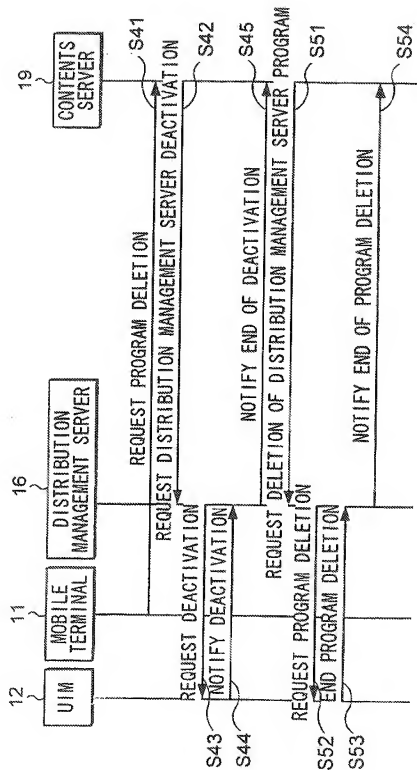 12
UIM
11
MOBILE
TERMINAL
16
DISTRIBUTION
MANAGEMENT SERVER
19
CONTENTS
SERVER
REQUEST PROGRAM DELETION
S41
REQUEST DISTRIBUTION MANAGEMENT SERVER DEACTIVATION
S42
REQUEST DEACTIVATION
S43
NOTIFY DEACTIVATION
S44
NOTIFY END OF DEACTIVATION
S45
REQUEST DELETION OF DISTRIBUTION MANAGEMENT SERVER PROGRAM
S51
REQUEST PROGRAM DELETION
S52
END PROGRAM DELETION
S53
NOTIFY END OF PROGRAM DELETION
S54